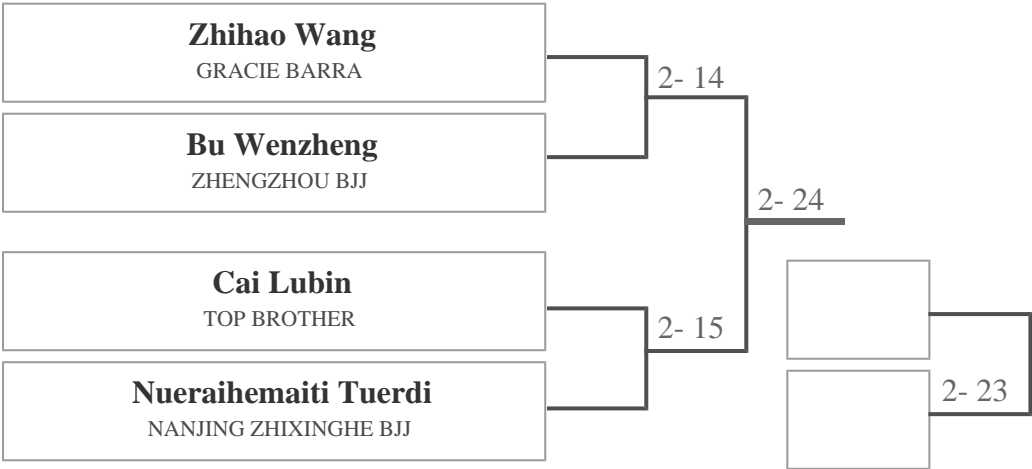 Zhihao Wang
GRACIE BARRA
2- 14
Bu Wenzheng
ZHENGZHOU BJJ
2- 24
Cai Lubin
TOP BROTHER
2- 15
Nueraihemaiti Tuerdi
NANJING ZHIXINGHE BJJ
2- 23